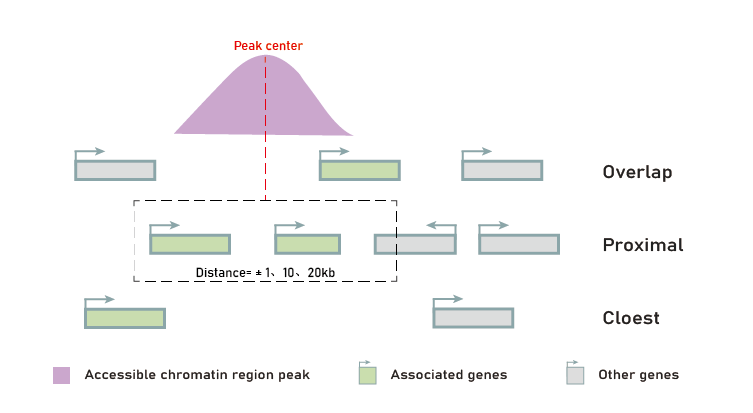 Peak center
Overlap
Proximal
Distance= ± 1、10、20kb
Cloest
Accessible chromatin region peak
Associated genes
Other genes